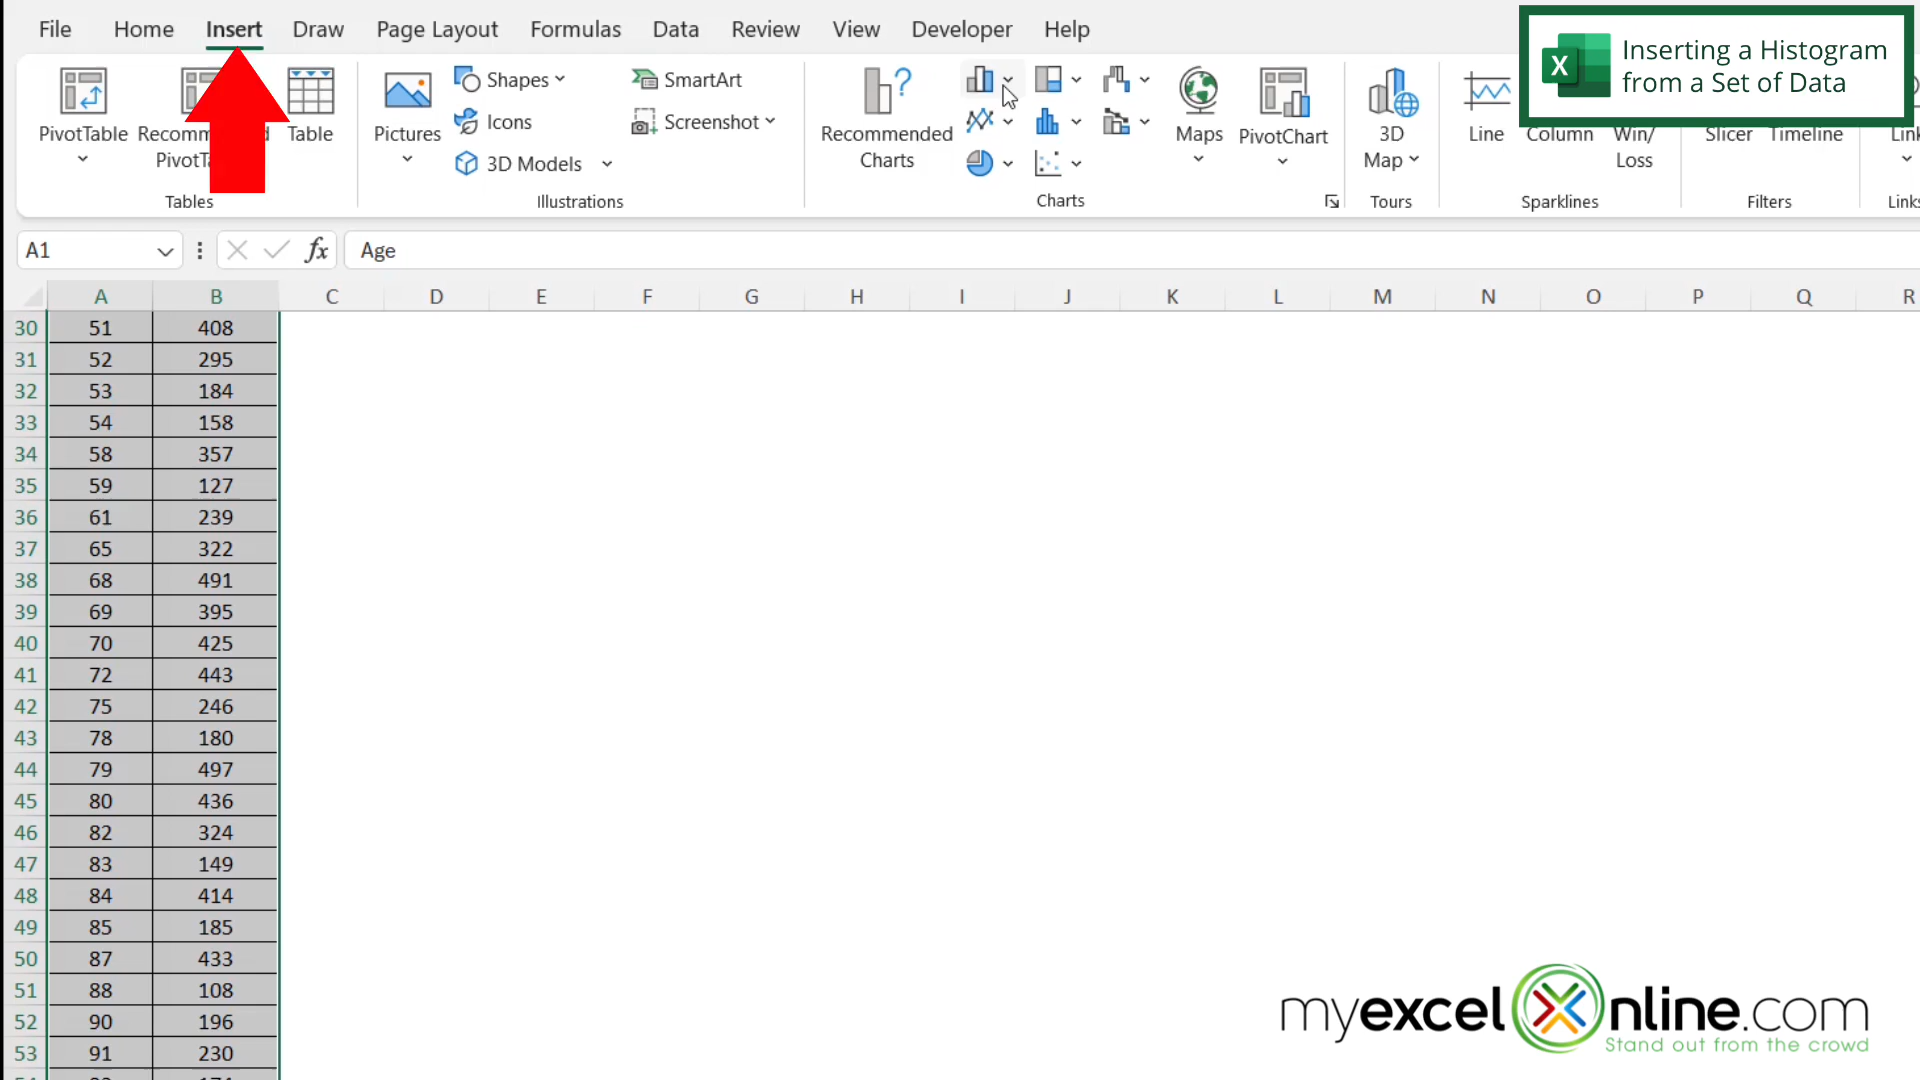 File Home Insert Draw Page Layout Formulas Data Review View Developer Help
Inserting a Histogram
from a Set of Data
PivotTable
Table
Tables
Pictures
Shapes
Icons
3D Models
SmartArt
Screenshot
Illustrations
Recommended
Charts
Maps
PivotChart
Charts
3D
Map
Tours
Line Column Win/
Loss
Sparklines
Slicer Timeline
Filters
A1 fx Age
A B C D E F G H I J K L M N O P Q R
30 51 408
31 52 295
32 53 184
33 54 158
34 58 357
35 59 127
36 61 239
37 65 322
38 68 491
39 69 395
40 70 425
41 72 443
42 75 246
43 78 180
44 79 497
45 80 436
46 82 324
47 83 149
48 84 414
49 85 185
50 87 433
51 88 108
52 90 196
53 91 230
myexcelonline.com
Stand out from the crowd